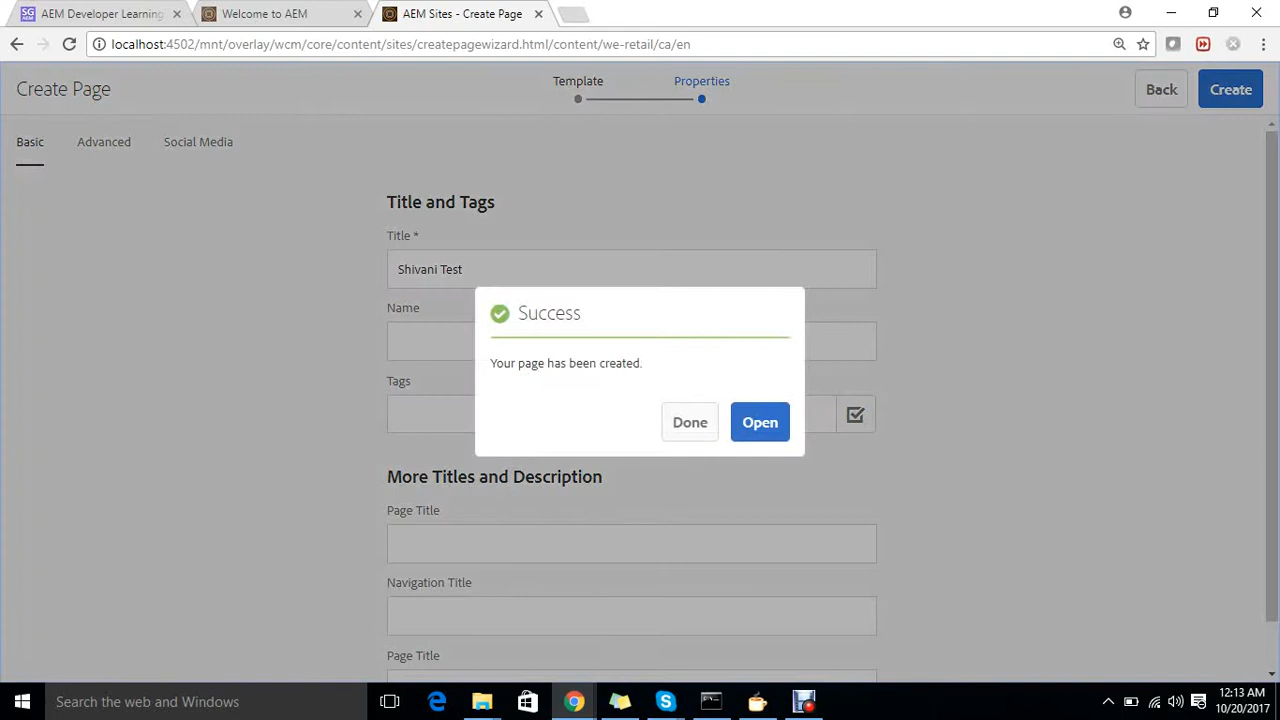 SG
AEM
AEM Developer Learning
Welcome to AEM
AEM Sites - Create Page
localhost:4502/mnt/overlay/wcm/core/content/sites/createpagewizard.html/content/we-retail/ca/en
Create Page
Template
Properties
Back
Create
Basic
Advanced
Social Media
Title and Tags
Title *
Shivani Test
Name
Success
Your page has been created.
Tags
Done
Open
More Titles and Description
Page Title
Navigation Title
Page Title
Search the web and Windows
12:13 AM
10/20/2017